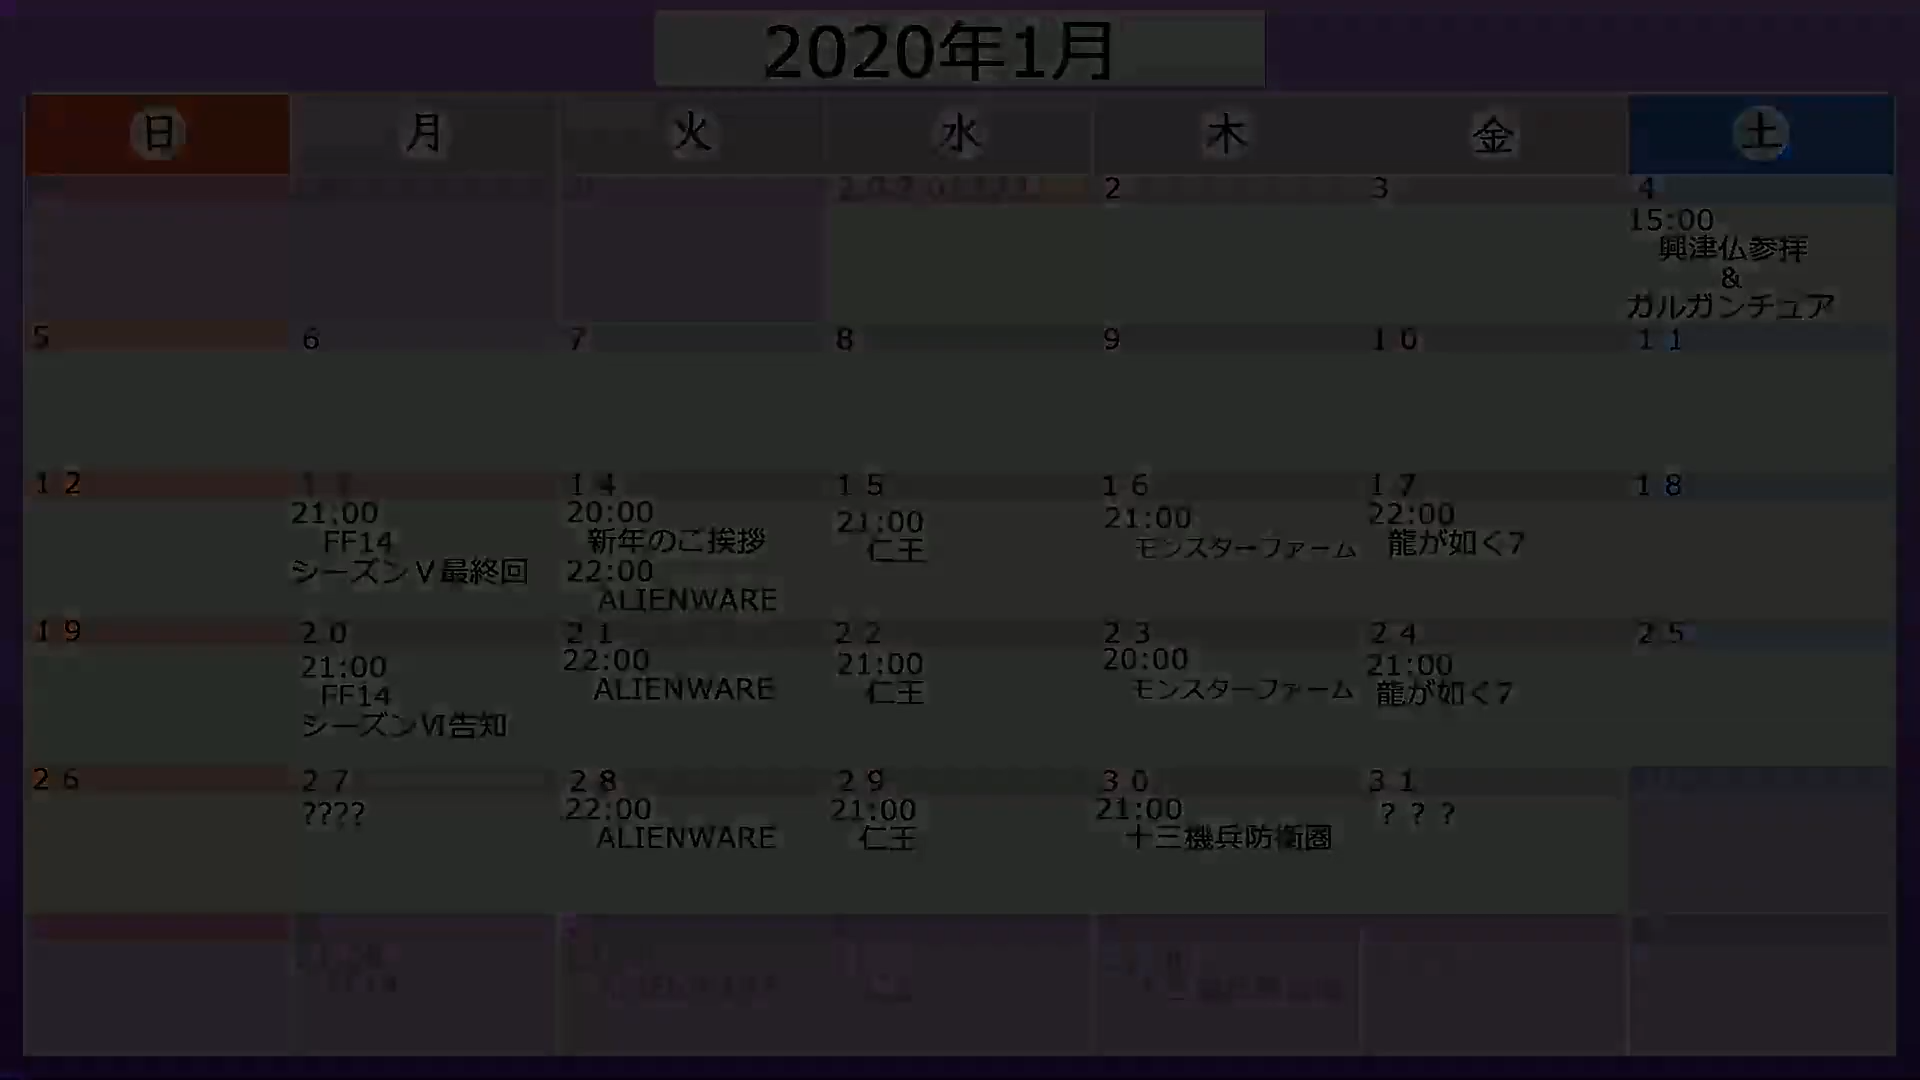 2020年1月
日 月 火 水 木 金 土
2 3 4
15:00
興津仏参拝
&
ガルガンチュア
5 6 7 8 9 10 11
12 14 15 16 17 18
21:00
FF14
シーズンⅤ最終回
20:00
新年のご挨拶
22:00
ALIENWARE
21:00
仁王
21:00
モンスターファーム
22:00
龍が如く7
19 20 21 22 23 24 25
21:00
FF14
シーズンⅥ告知
22:00
ALIENWARE
21:00
仁王
20:00
モンスターファーム
21:00
龍が如く7
26 27 28 29 30 31
????
22:00
ALIENWARE
21:00
仁王
21:00
十三機兵防衛圏
？？？